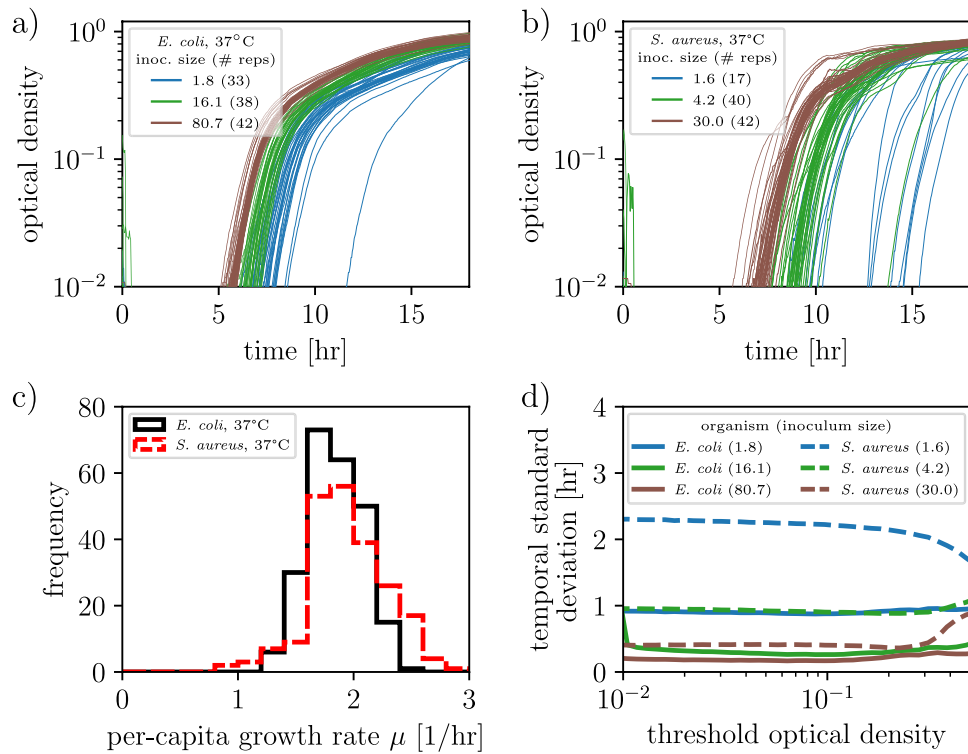 a)
E. coli, 37°C
inoc. size (# reps)
1.8 (33)
16.1 (38)
80.7 (42)
optical density
10⁰
10⁻¹
10⁻²
0
5
10
15
time [hr]
b)
S. aureus, 37°C
inoc. size (# reps)
1.6 (17)
4.2 (40)
30.0 (42)
optical density
10⁰
10⁻¹
10⁻²
0
5
10
15
time [hr]
c)
E. coli, 37°C
S. aureus, 37°C
frequency
80
60
40
20
0
0
1
2
3
per-capita growth rate μ [1/hr]
d)
organism (inoculum size)
E. coli (1.8)
E. coli (16.1)
E. coli (80.7)
S. aureus (1.6)
S. aureus (4.2)
S. aureus (30.0)
temporal standard
deviation [hr]
4
3
2
1
0
10⁻²
10⁻¹
threshold optical density